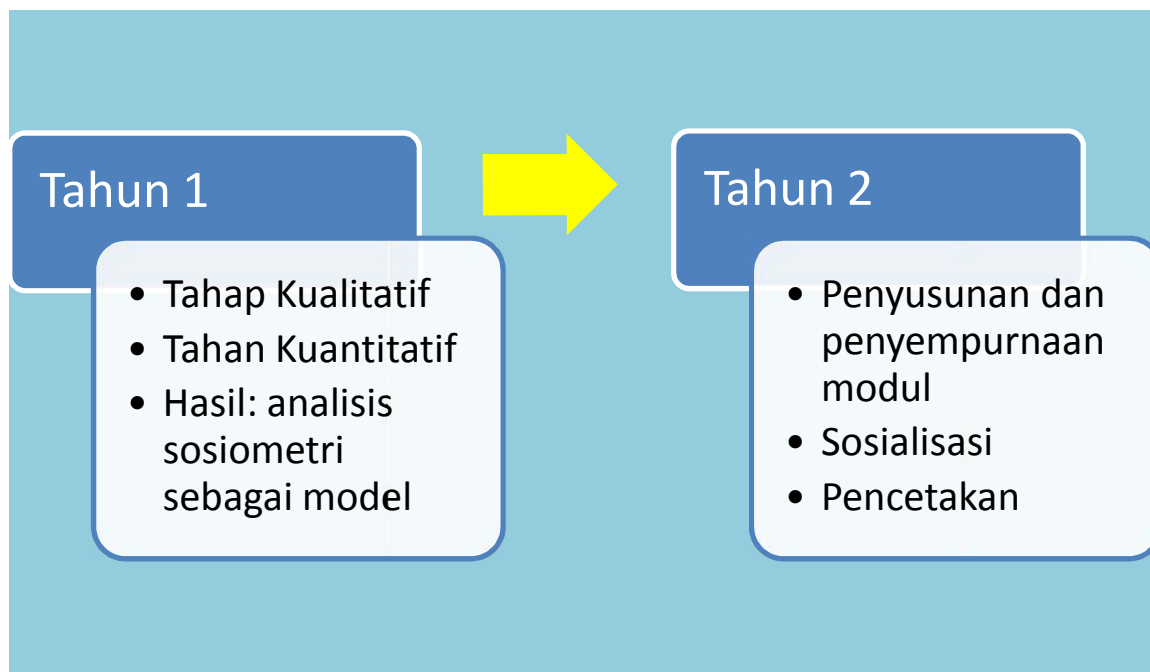 Tahun 1
• Tahap Kualitatif
• Tahan Kuantitatif
• Hasil: analisis
sosiometri
sebagai model
Tahun 2
• Penyusunan dan
penyempurnaan
modul
• Sosialisasi
• Pencetakan